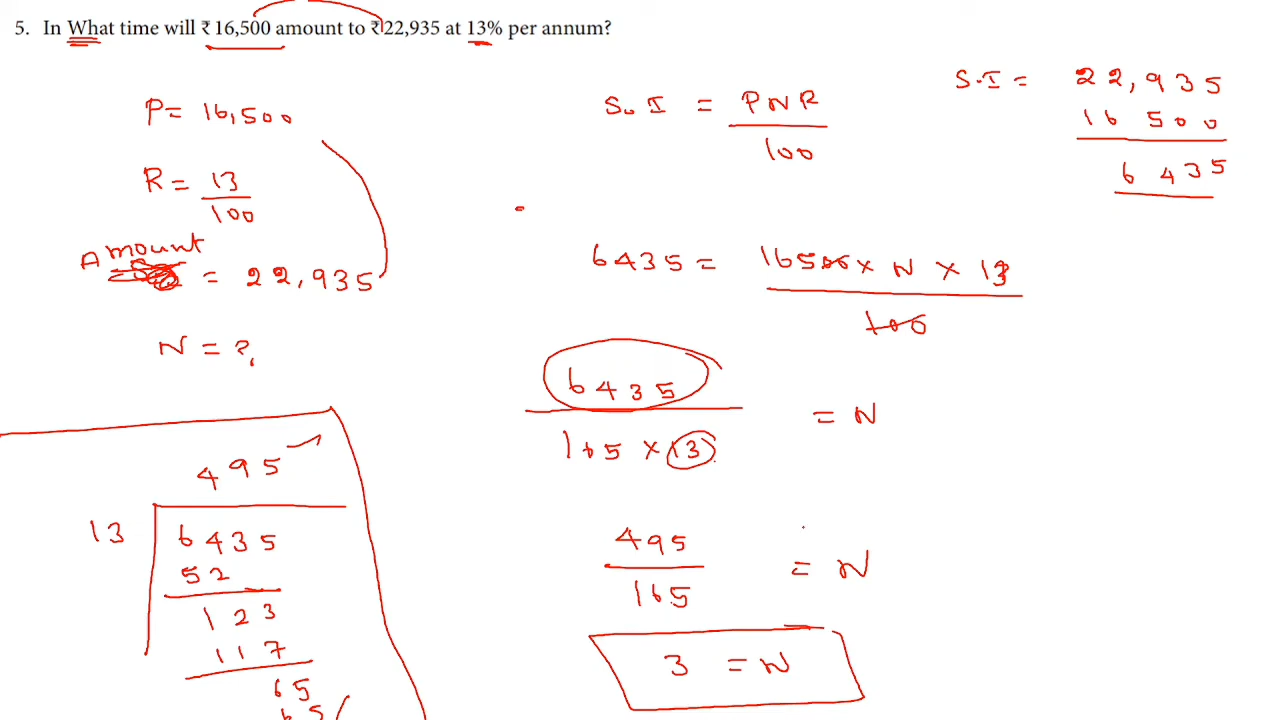 5. In What time will ₹ 16,500 amount to ₹ 22,935 at 13% per annum?
P = 16,500
R = 13
100
Amount
= 22,935
N = ?
S.I = PNR
100
S.I = 22,935
16 500
6 435
6435 = 16500 x N x 13
100
6435
165 x 13 = N
495
165 = N
3 = N
495
13 6435
52
123
117
65
65